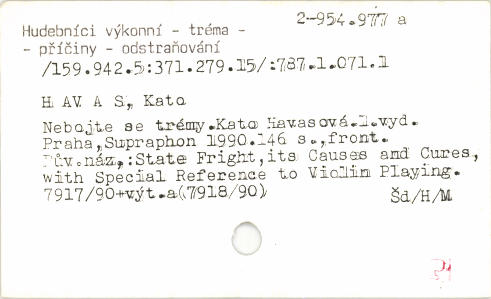 Hudebníci výkonní - tréma -
- příčiny - odstraňování
2-954.977 a
/159.942.5:371.279.15/:787.1.071.1
H AV A S, Kato
Nebojte se trémy.Kato Havasová.1.vyd.
Praha,Supraphon 1990.146 s.,front.
Pův.náz.:State Fright,its Causes and Cures,
with Special Reference to Violin Playing.
7917/90+výt.a(7918/90)
Šd/H/M